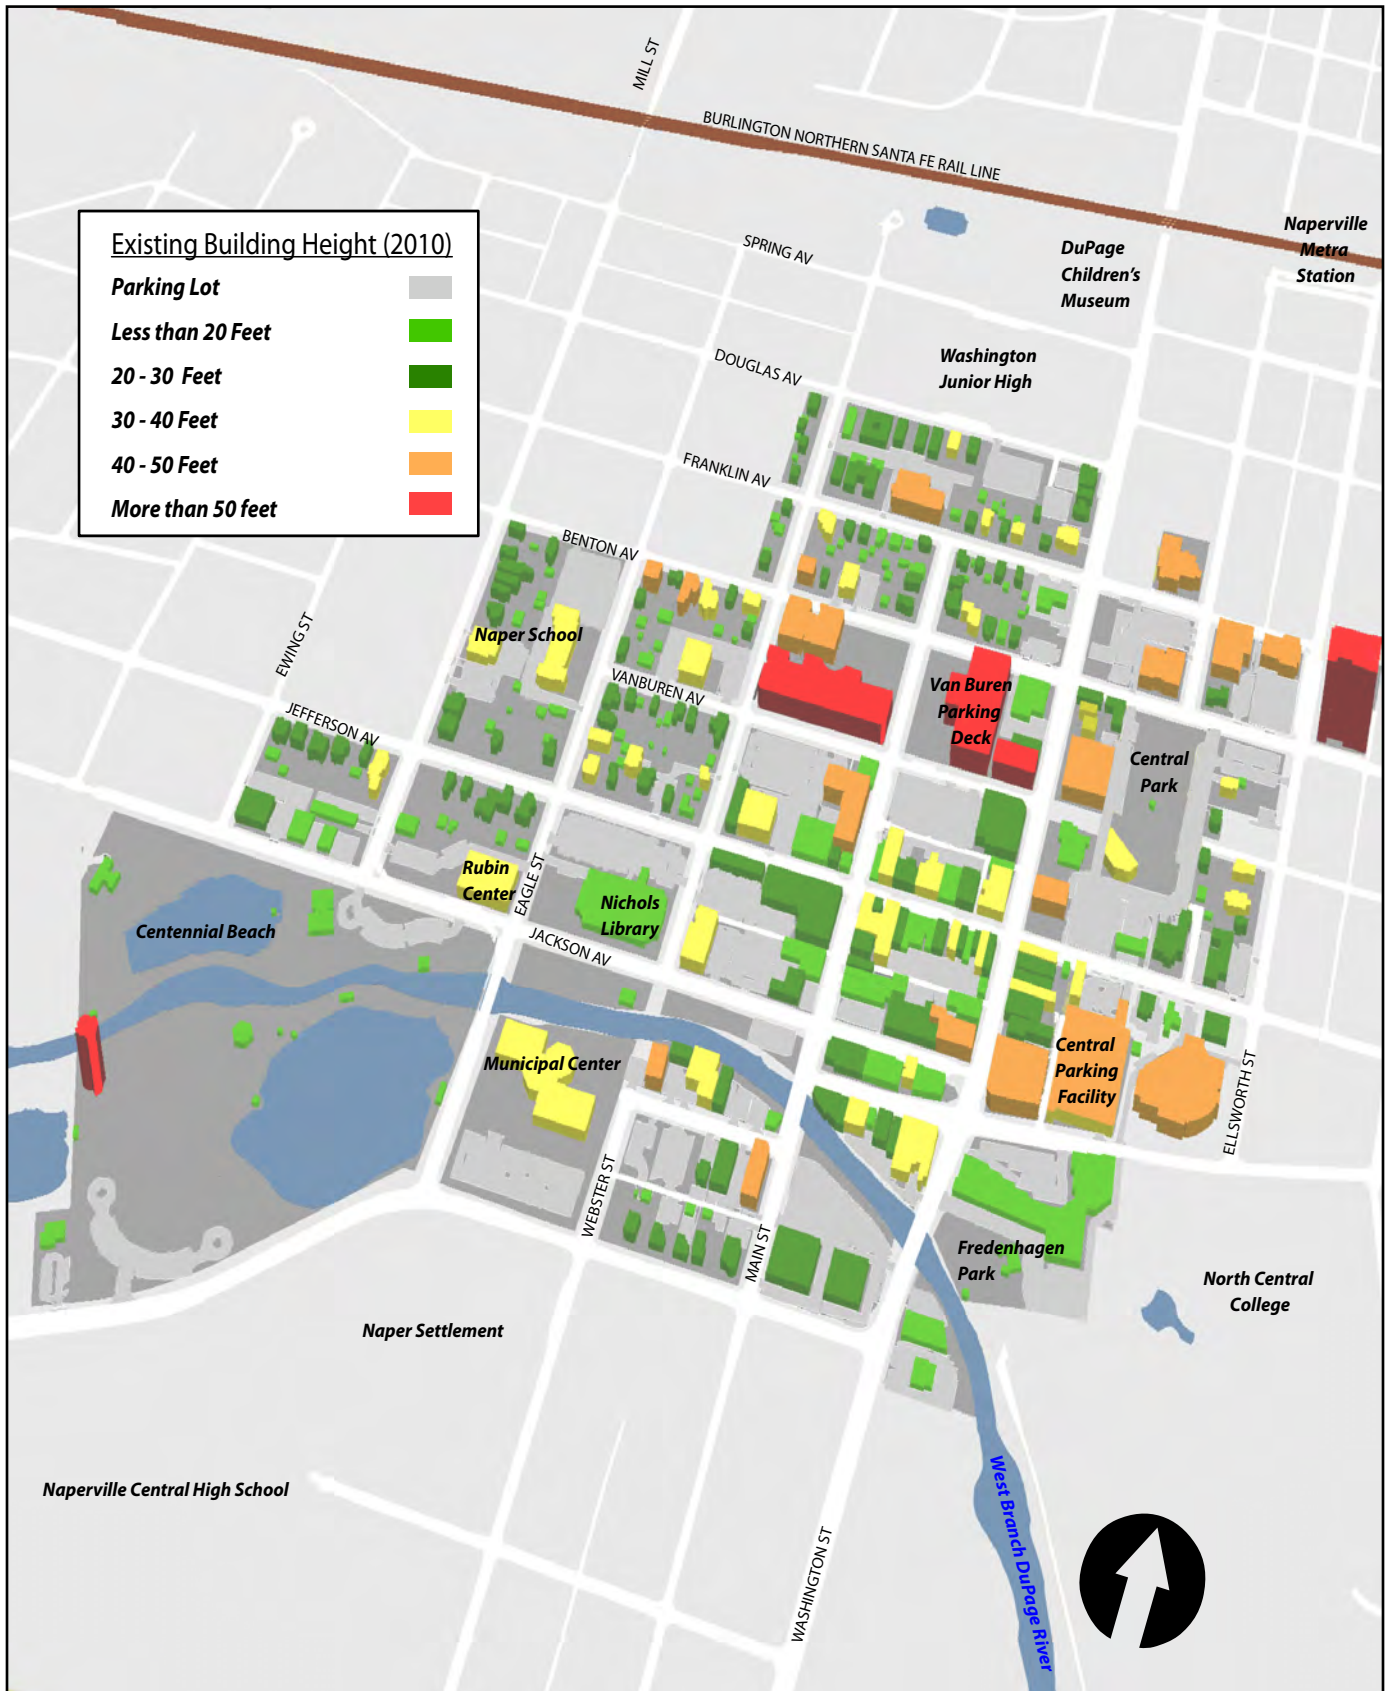 MILL ST
BURLINGTON NORTHERN SANTA FE RAIL LINE
Naperville
Metra
Station
DuPage
Children's
Museum
SPRING AV
Existing Building Height (2010)
Parking Lot
Less than 20 Feet
20 - 30 Feet
30 - 40 Feet
40 - 50 Feet
More than 50 feet
Washington
Junior High
DOUGLAS AV
FRANKLIN AV
BENTON AV
EWING ST
Naper School
VANBUREN AV
Van Buren
Parking
Deck
JEFFERSON AV
Central
Park
Rubin
Center
EAGLE ST
Nichols
Library
Centennial Beach
JACKSON AV
Municipal Center
Central
Parking
Facility
ELLSWORTH ST
WEBSTER ST
MAIN ST
Fredenhagen
Park
North Central
College
Naper Settlement
Naperville Central High School
West Branch DuPage River
WASHINGTON ST